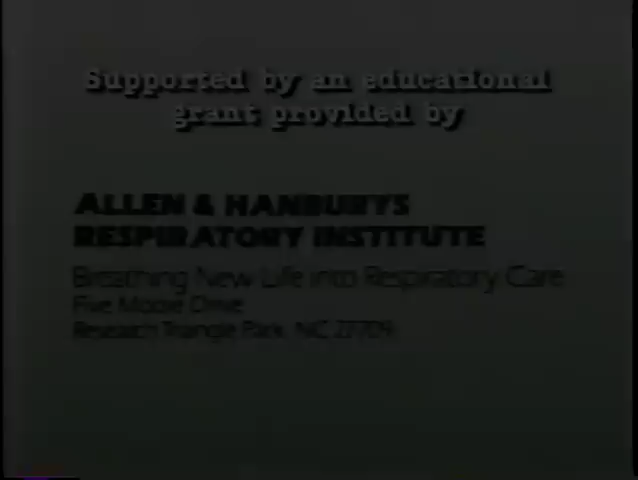 Supported by an educational
grant provided by
ALLEN & HANBURYS
RESPIRATORY INSTITUTE
Breathing New Life into Respiratory Care
Five Moore Drive
Research Triangle Park, NC 27709